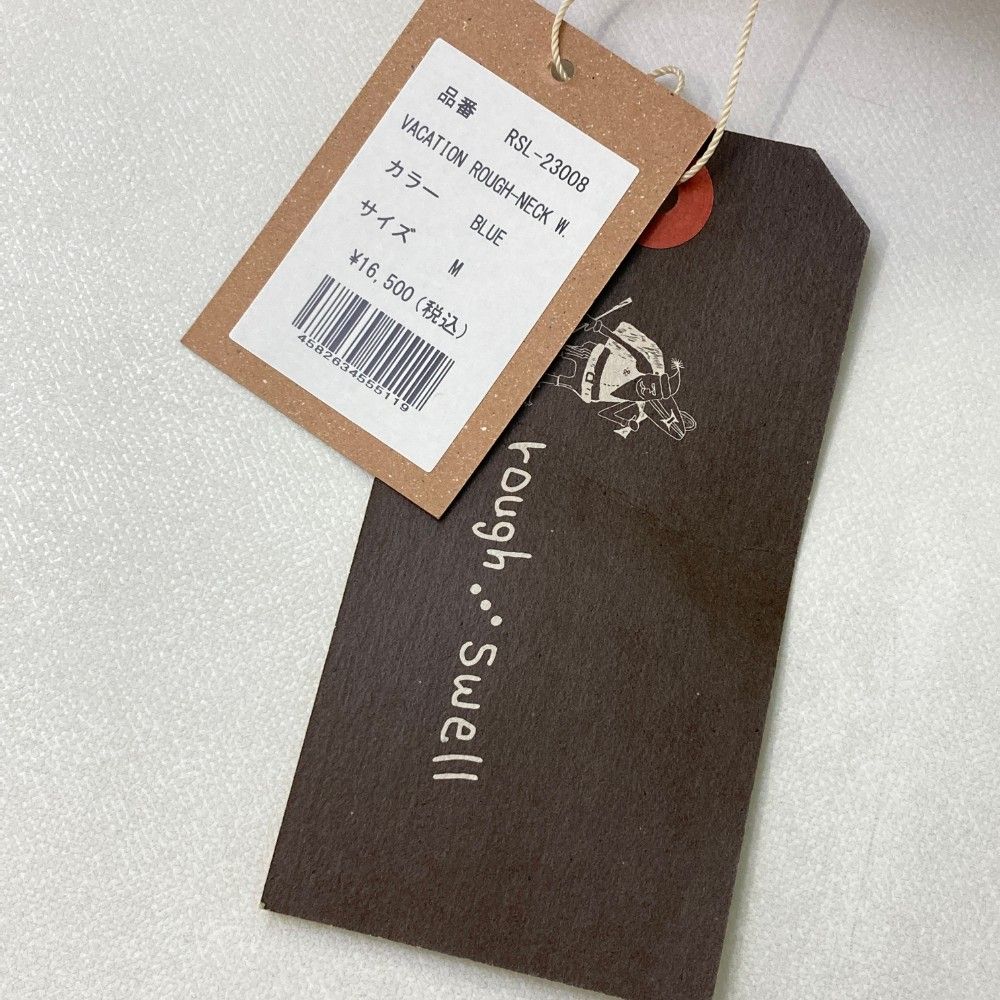 品番 RSL-23008
VACATION ROUGH-NECK W.
カラー BLUE
サイズ M
¥16,500(税込)
4582634555119
rough... Swell